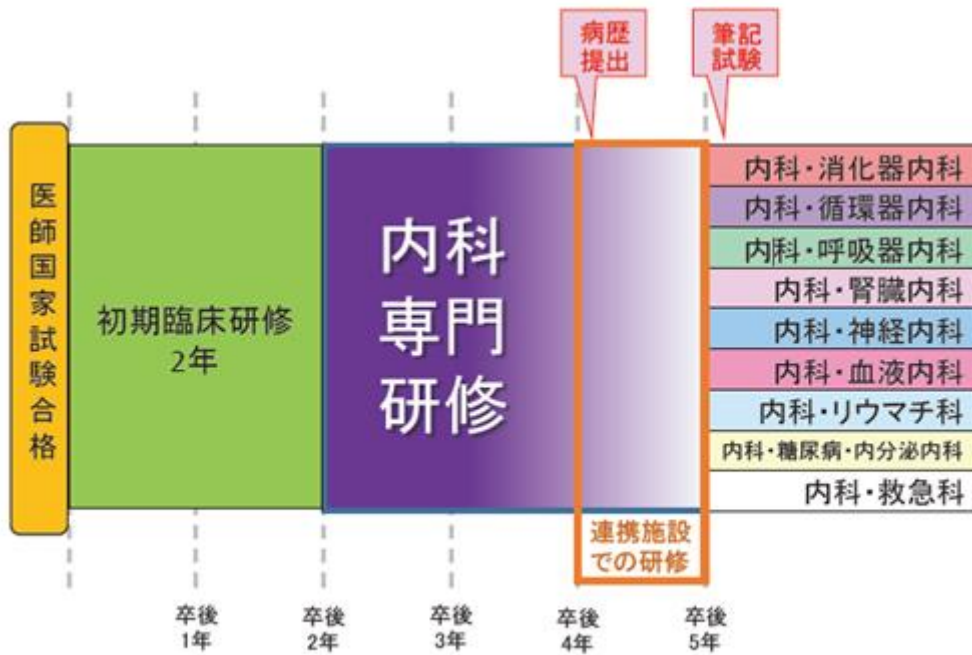 病歴
提出
筆記
試験
医師国家試験合格
初期臨床研修
2年
内科
専門
研修
内科・消化器内科
内科・循環器内科
内科・呼吸器内科
内科・腎臓内科
内科・神経内科
内科・血液内科
内科・リウマチ科
内科・糖尿病・内分泌内科
内科・救急科
連携施設
での研修
卒後
1年
卒後
2年
卒後
3年
卒後
4年
卒後
5年